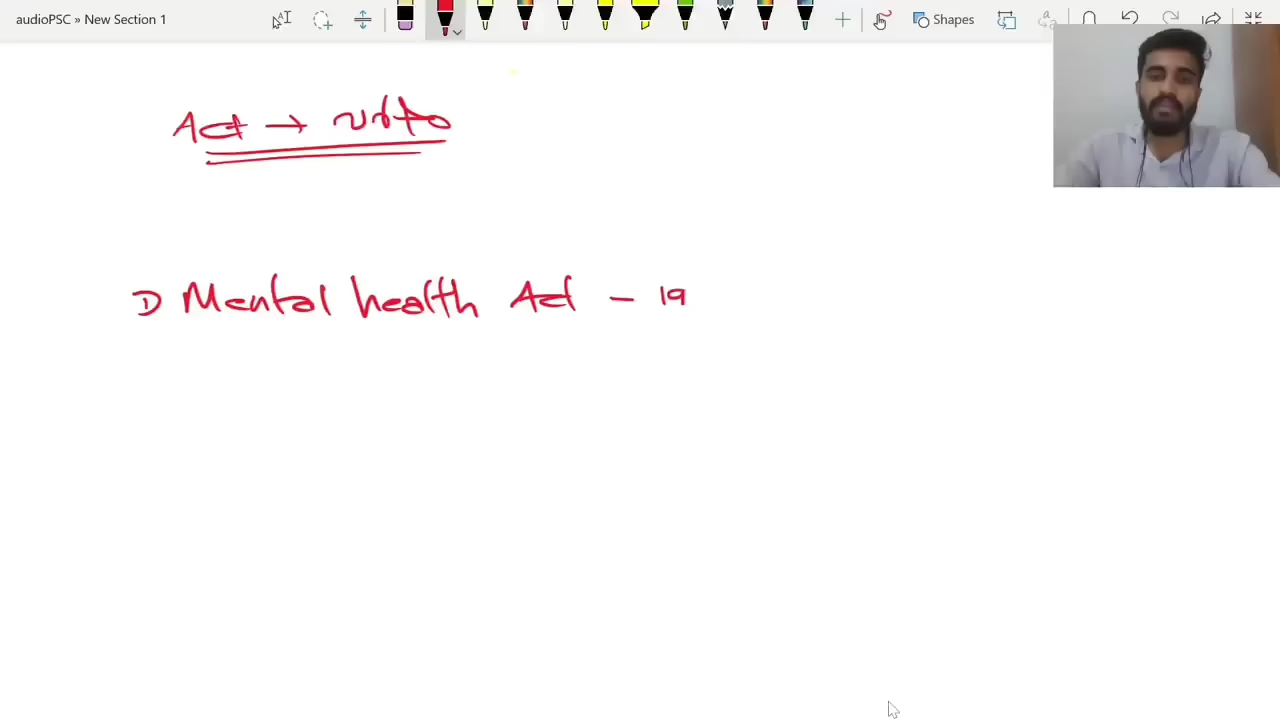 audioPSC » New Section 1
Shapes
Act → വർഷം
1) Mental health Act - 19